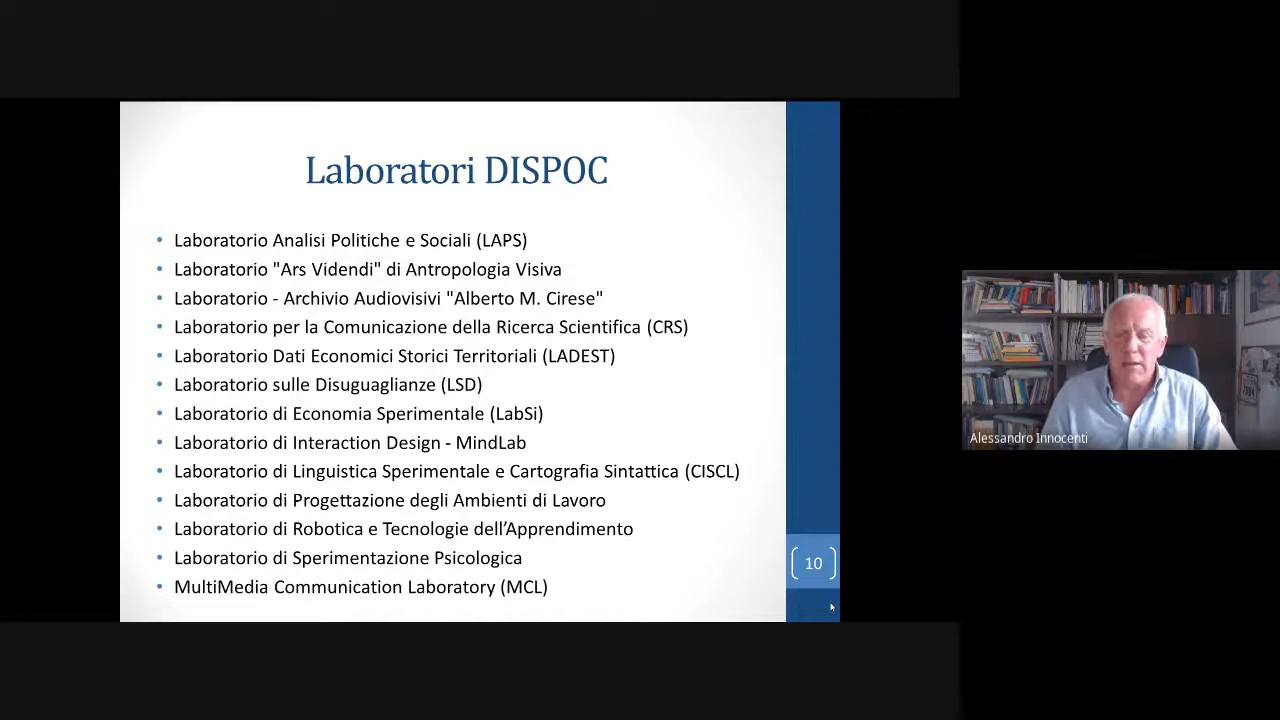 Laboratori DISPOC
• Laboratorio Analisi Politiche e Sociali (LAPS)
• Laboratorio "Ars Videndi" di Antropologia Visiva
• Laboratorio - Archivio Audiovisivi "Alberto M. Cirese"
• Laboratorio per la Comunicazione della Ricerca Scientifica (CRS)
• Laboratorio Dati Economici Storici Territoriali (LADEST)
• Laboratorio sulle Disuguaglianze (LSD)
• Laboratorio di Economia Sperimentale (LabSi)
• Laboratorio di Interaction Design - MindLab
• Laboratorio di Linguistica Sperimentale e Cartografia Sintattica (CISCL)
• Laboratorio di Progettazione degli Ambienti di Lavoro
• Laboratorio di Robotica e Tecnologie dell’Apprendimento
• Laboratorio di Sperimentazione Psicologica
• MultiMedia Communication Laboratory (MCL)
10
Alessandro Innocenti